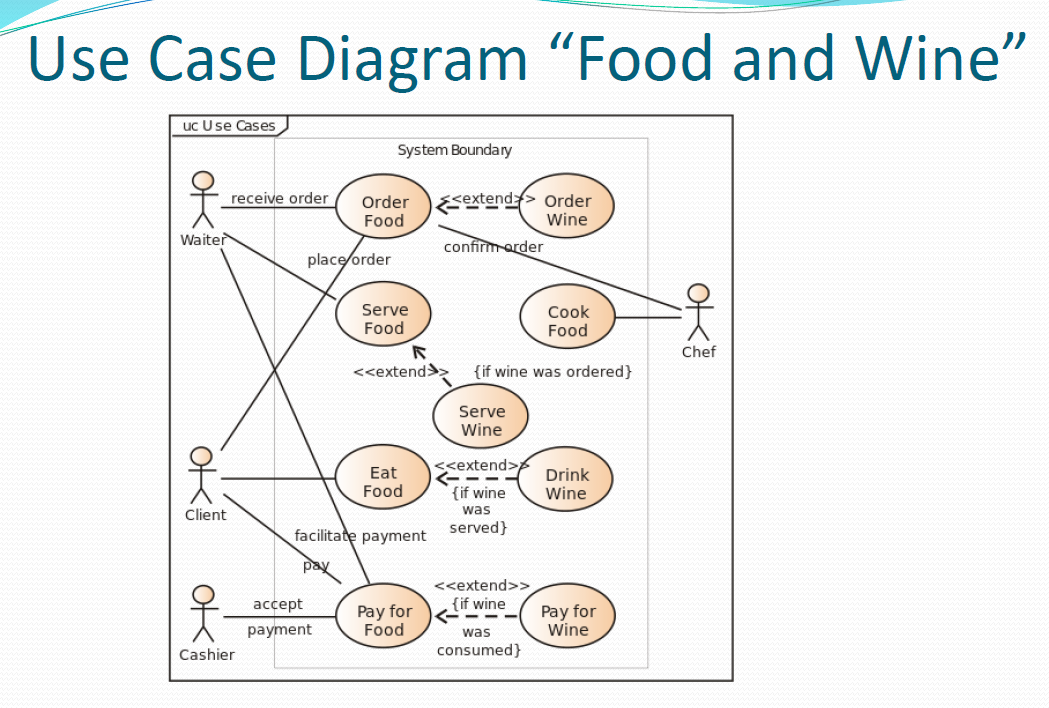 Use Case Diagram “Food and Wine”
uc Use Cases
System Boundary
receive order
Order
Food
<<extend>>
Order
Wine
Waiter
place order
confirm order
Serve
Food
Cook
Food
Chef
<<extend>>
{if wine was ordered}
Serve
Wine
Client
Eat
Food
<<extend>>
{if wine
was
served}
Drink
Wine
facilitate payment
pay
accept
payment
Cashier
Pay for
Food
<<extend>>
{if wine
was
consumed}
Pay for
Wine